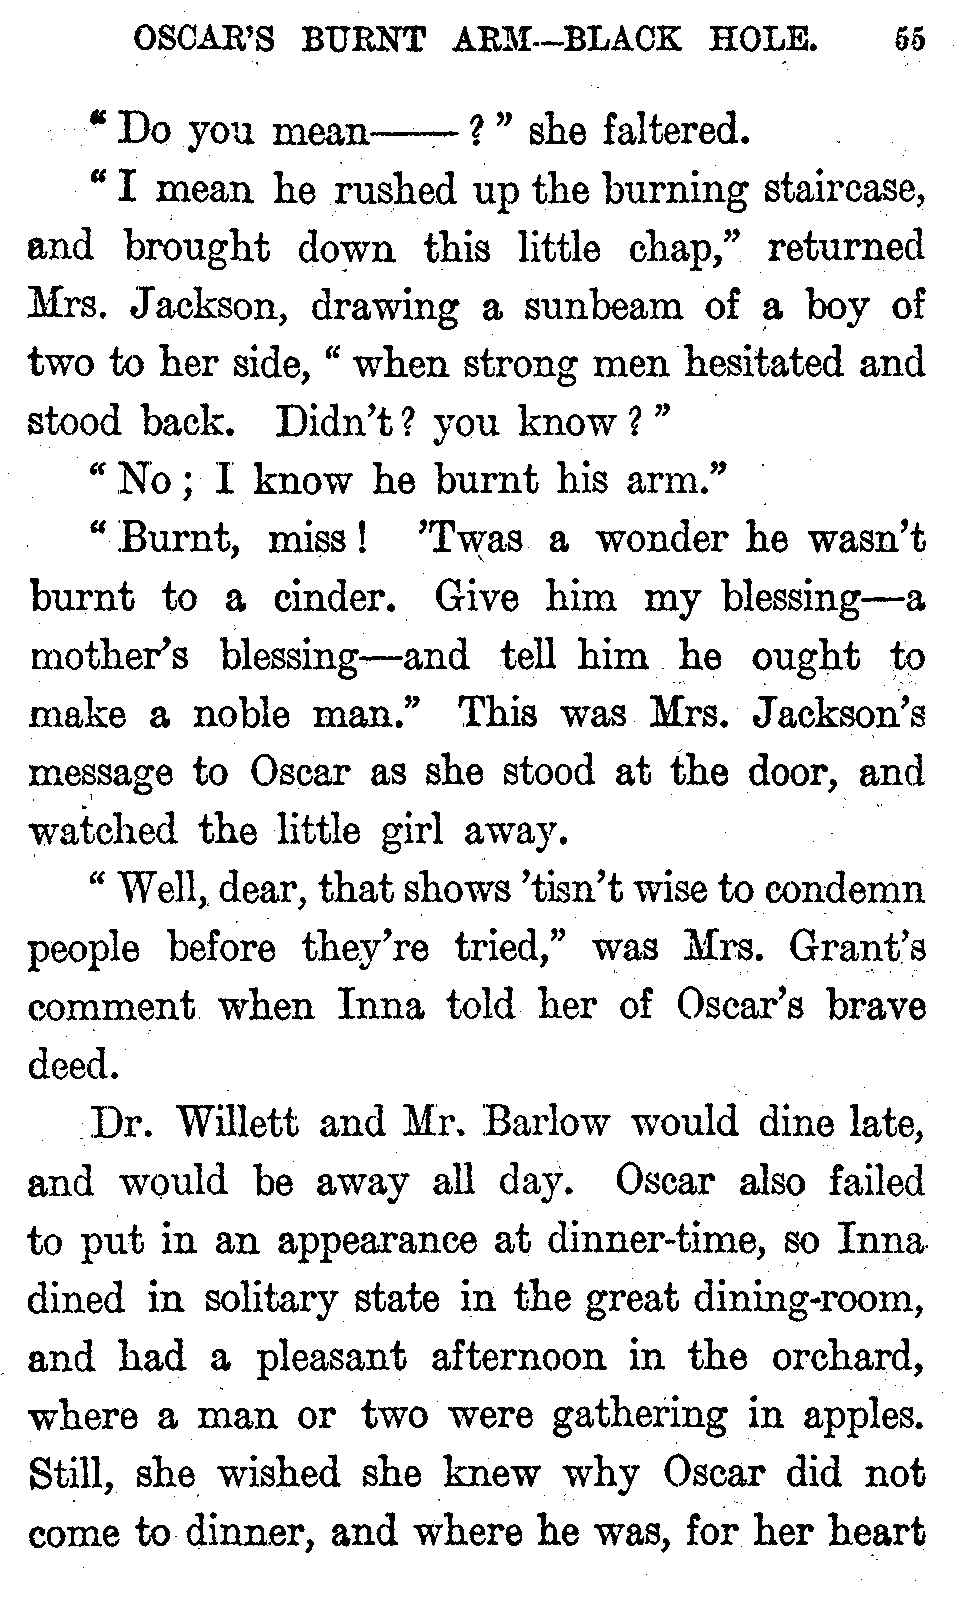 OSCAR'S BURNT ARM—BLACK HOLE. 55
" Do you mean—— ? " she faltered.
" I mean he rushed up the burning staircase,
and brought down this little chap," returned
Mrs. Jackson, drawing a sunbeam of a boy of
two to her side, " when strong men hesitated and
stood back. Didn't ? you know ? "
" No ; I know he burnt his arm."
" Burnt, miss ! 'Twas a wonder he wasn't
burnt to a cinder. Give him my blessing—a
mother's blessing—and tell him he ought to
make a noble man." This was Mrs. Jackson's
message to Oscar as she stood at the door, and
watched the little girl away.
" Well, dear, that shows 'tisn't wise to condemn
people before they're tried," was Mrs. Grant's
comment when Inna told her of Oscar's brave
deed.
Dr. Willett and Mr. Barlow would dine late,
and would be away all day. Oscar also failed
to put in an appearance at dinner-time, so Inna
dined in solitary state in the great dining-room,
and had a pleasant afternoon in the orchard,
where a man or two were gathering in apples.
Still, she wished she knew why Oscar did not
come to dinner, and where he was, for her heart